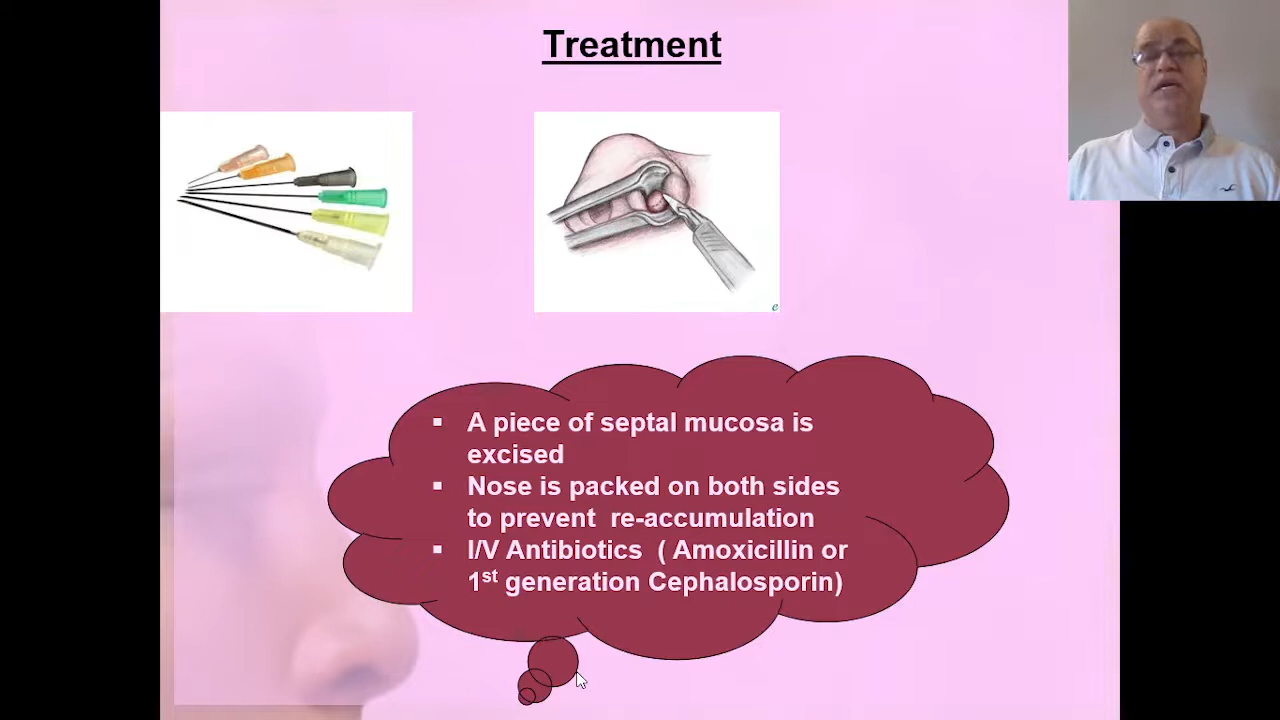 Treatment
e
▪ A piece of septal mucosa is
excised
▪ Nose is packed on both sides
to prevent re-accumulation
▪ I/V Antibiotics ( Amoxicillin or
1st generation Cephalosporin)